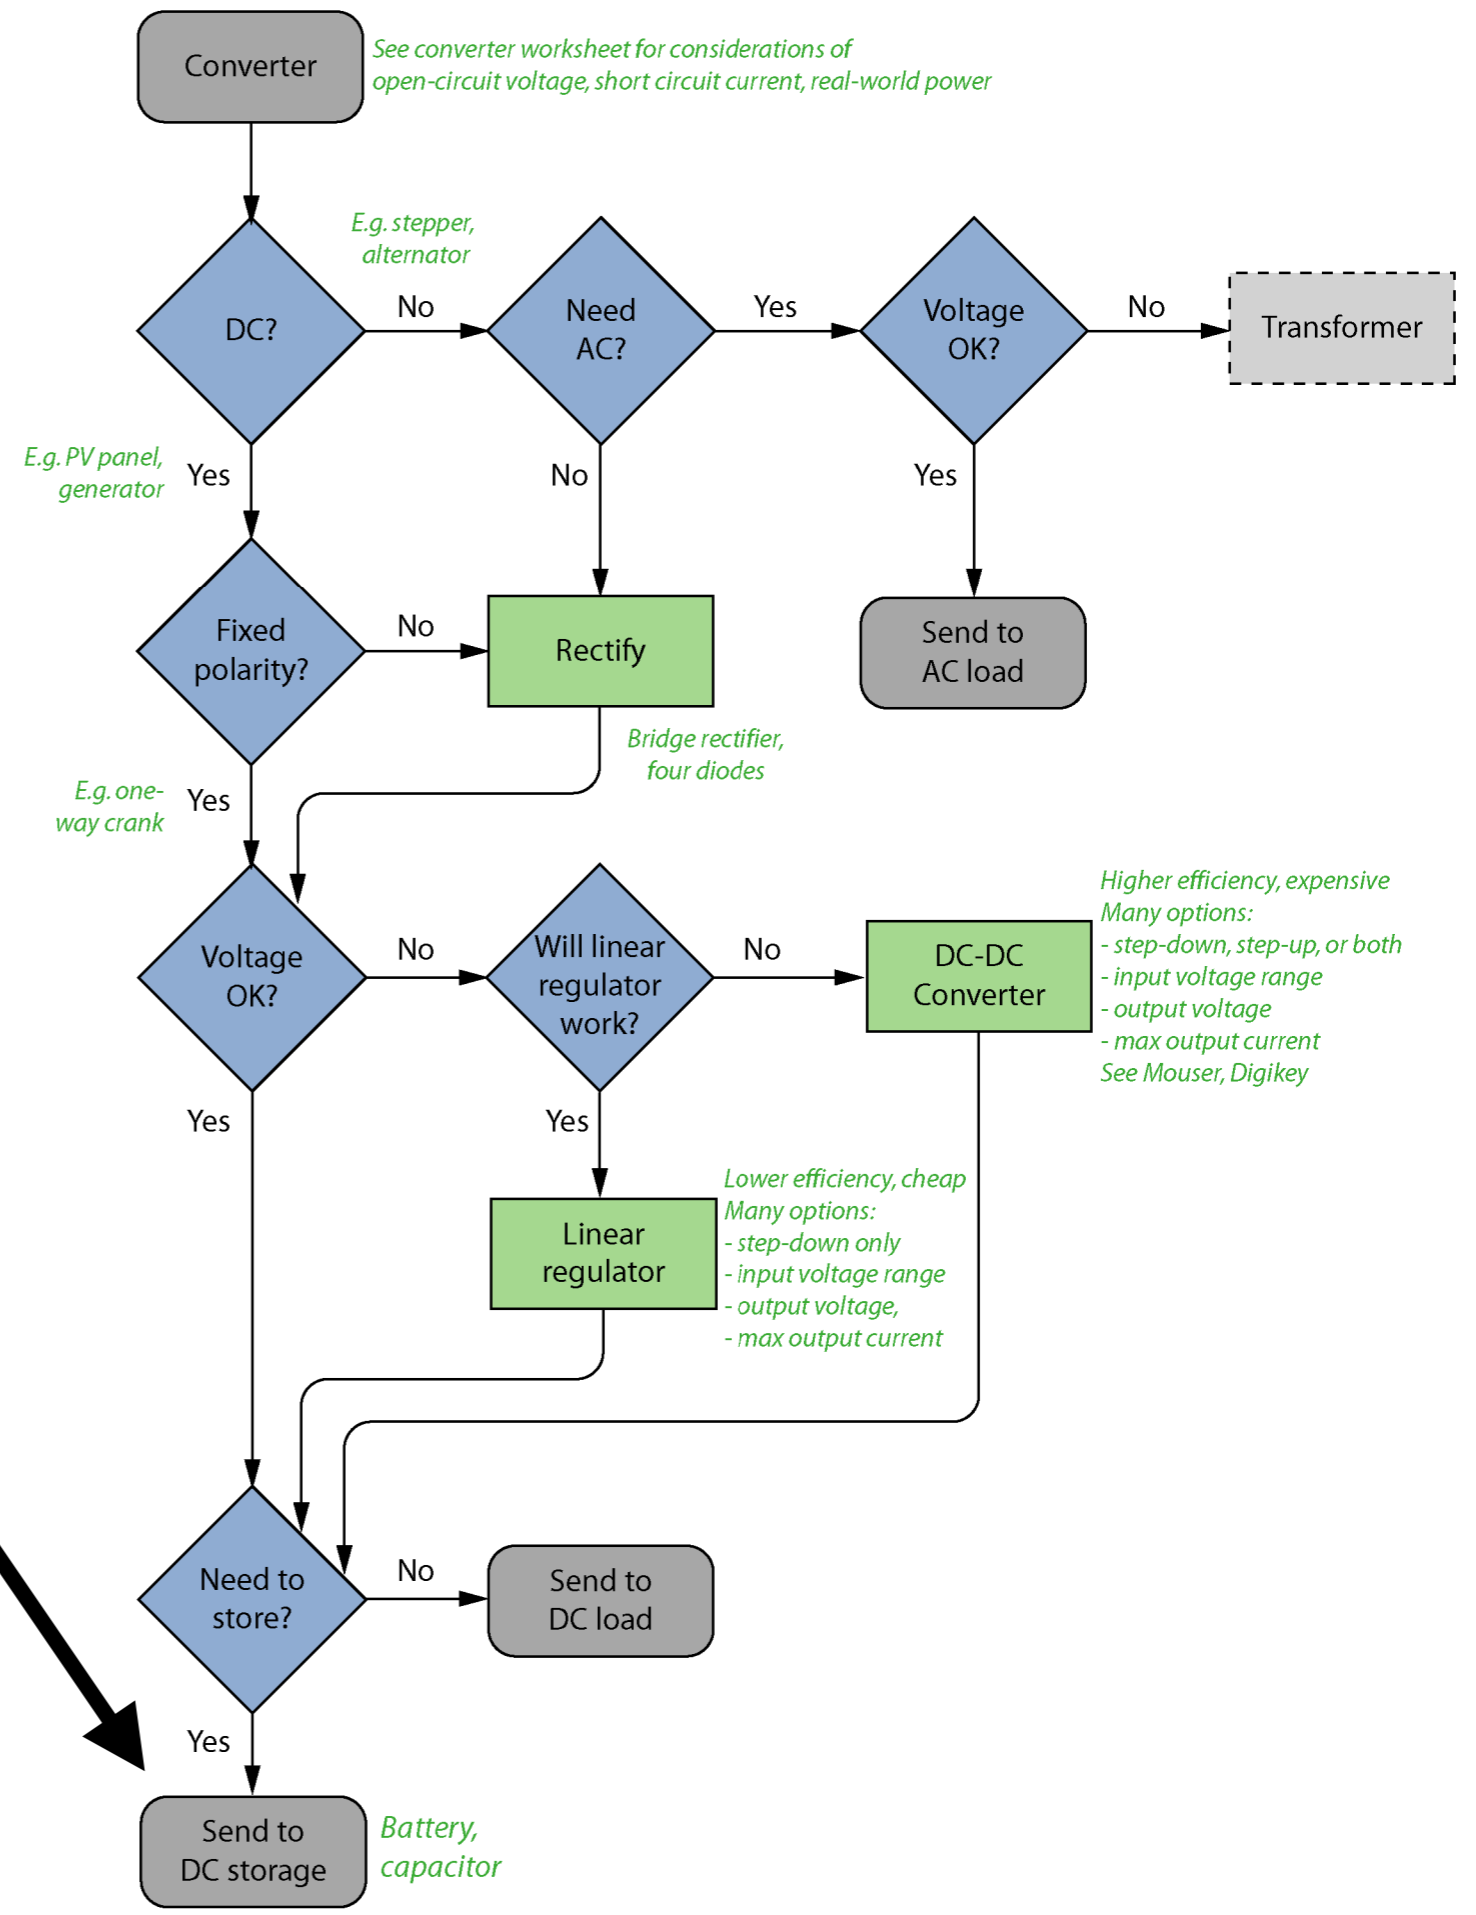 Converter
See converter worksheet for considerations of
open-circuit voltage, short circuit current, real-world power
E.g. stepper,
alternator
DC?
No
Need
AC?
Yes
Voltage
OK?
No
Transformer
E.g. PV panel,
generator
Yes
No
Yes
Fixed
polarity?
No
Rectify
Send to
AC load
Bridge rectifier,
four diodes
E.g. one-
way crank
Yes
Voltage
OK?
No
Will linear
regulator
work?
No
DC-DC
Converter
Higher efficiency, expensive
Many options:
- step-down, step-up, or both
- input voltage range
- output voltage
- max output current
See Mouser, Digikey
Yes
Yes
Linear
regulator
Lower efficiency, cheap
Many options:
- step-down only
- input voltage range
- output voltage,
- max output current
Need to
store?
No
Send to
DC load
Yes
Send to
DC storage
Battery,
capacitor